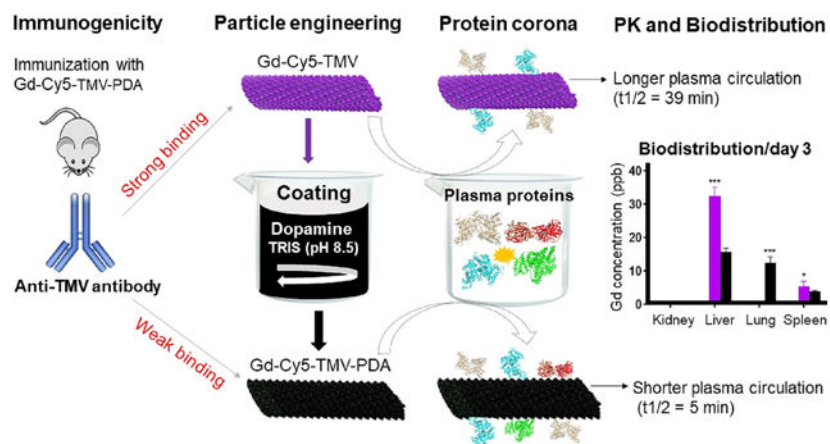 Immunogenicity
Immunization with
Gd-Cy5-TMV-PDA
Strong binding
Anti-TMV antibody
Weak binding
Particle engineering
Gd-Cy5-TMV
Coating
Dopamine
TRIS (pH 8.5)
Gd-Cy5-TMV-PDA
Protein corona
Plasma proteins
PK and Biodistribution
Longer plasma circulation
(t1/2 = 39 min)
Biodistribution/day 3
Gd concentration (ppb)
40
30
20
10
0
***
***
*
Kidney Liver Lung Spleen
Shorter plasma circulation
(t1/2 = 5 min)